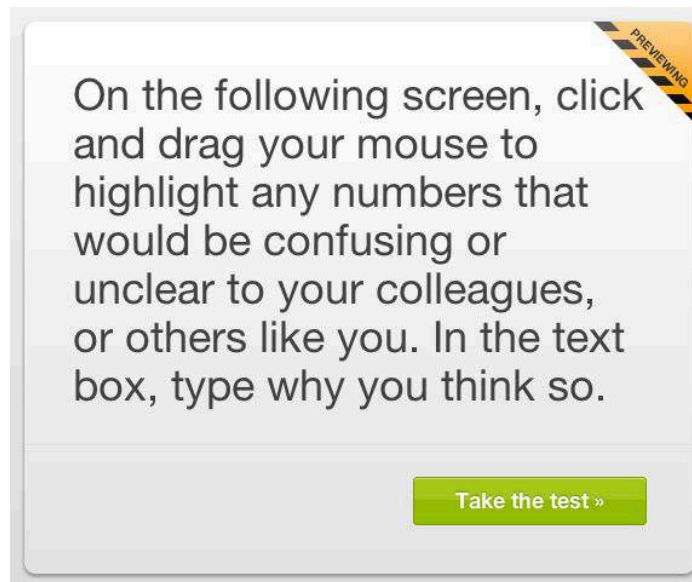 PREVIEWING
On the following screen, click
and drag your mouse to
highlight any numbers that
would be confusing or
unclear to your colleagues,
or others like you. In the text
box, type why you think so.
Take the test »